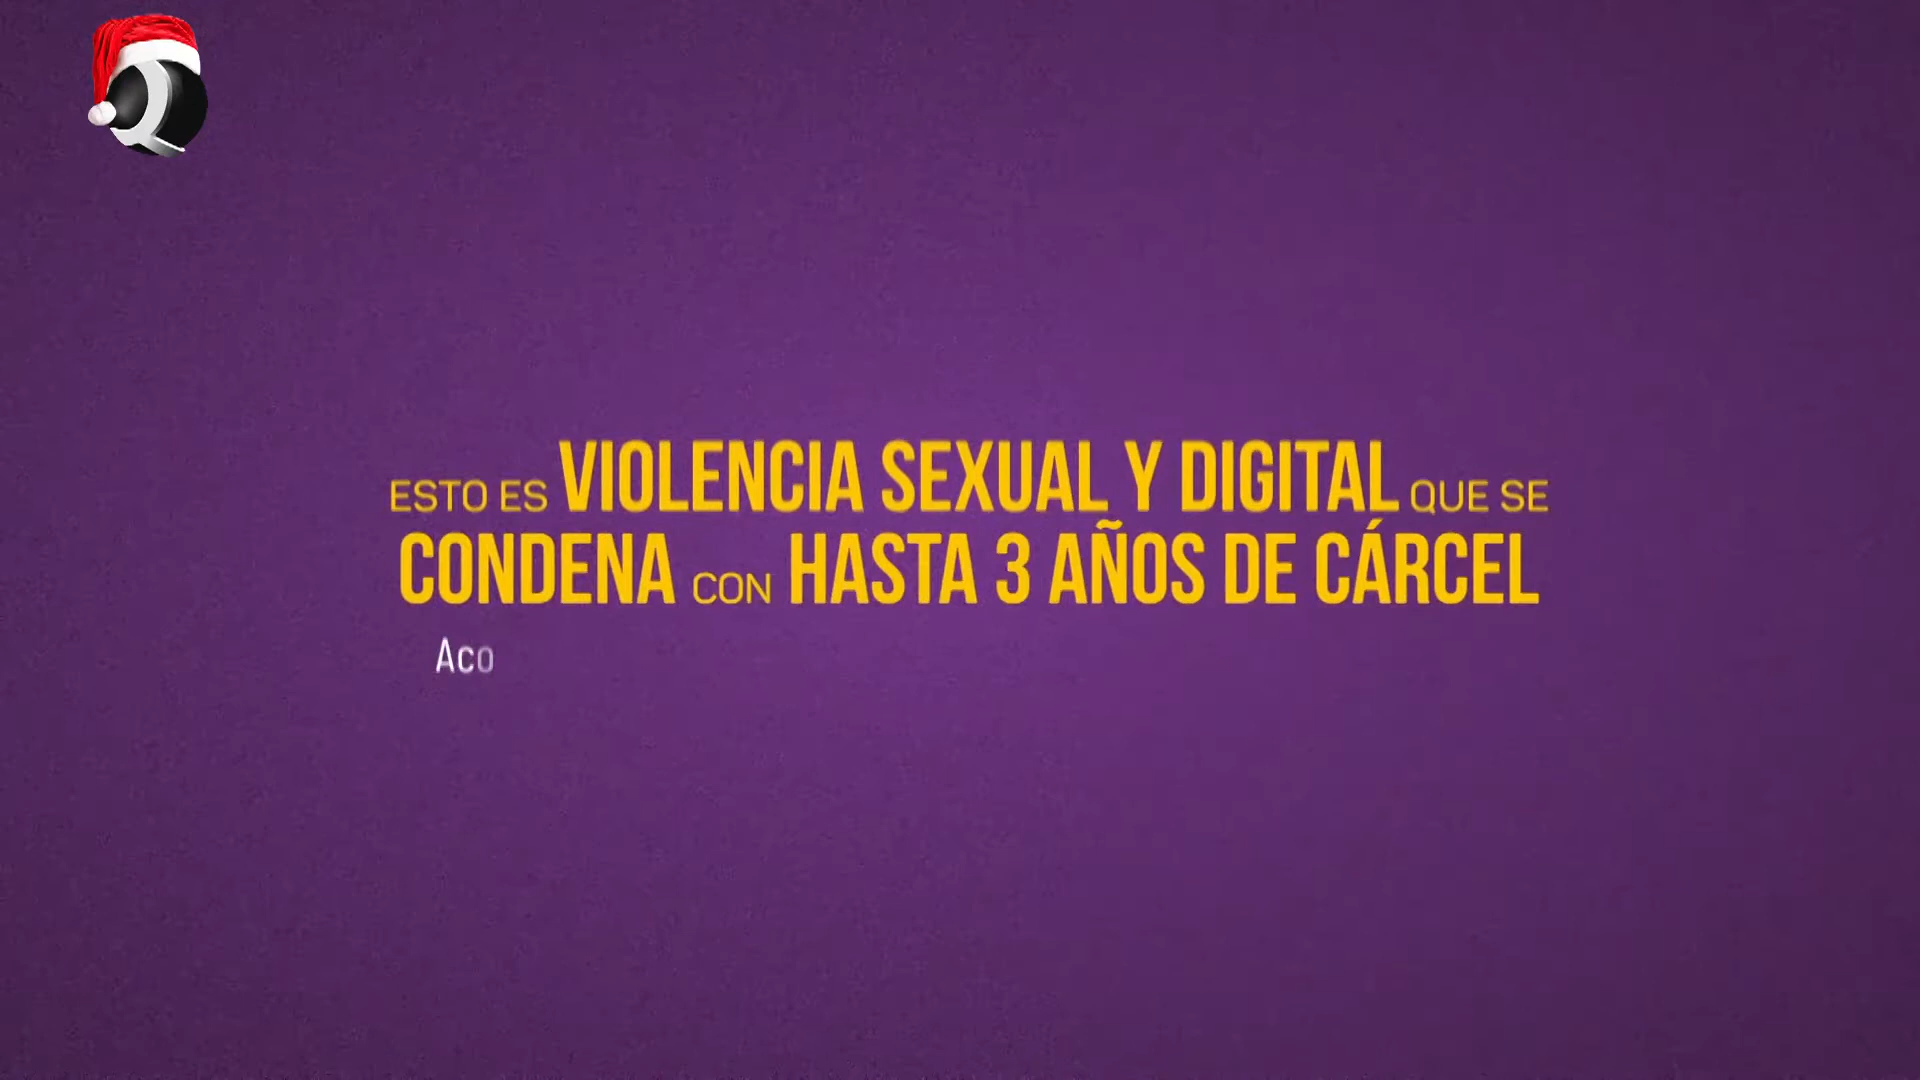 ESTO ES VIOLENCIA SEXUAL Y DIGITAL QUE SE
CONDENA CON HASTA 3 AÑOS DE CÁRCEL
Aco